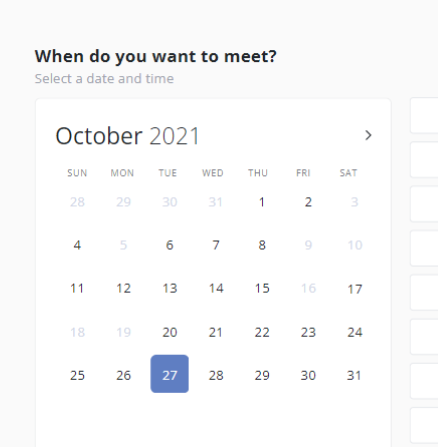 When do you want to meet?
Select a date and time
October 2021
SUN MON TUE WED THU FRI SAT
28 29 30 31 1 2 3
4 5 6 7 8 9 10
11 12 13 14 15 16 17
18 19 20 21 22 23 24
25 26 27 28 29 30 31